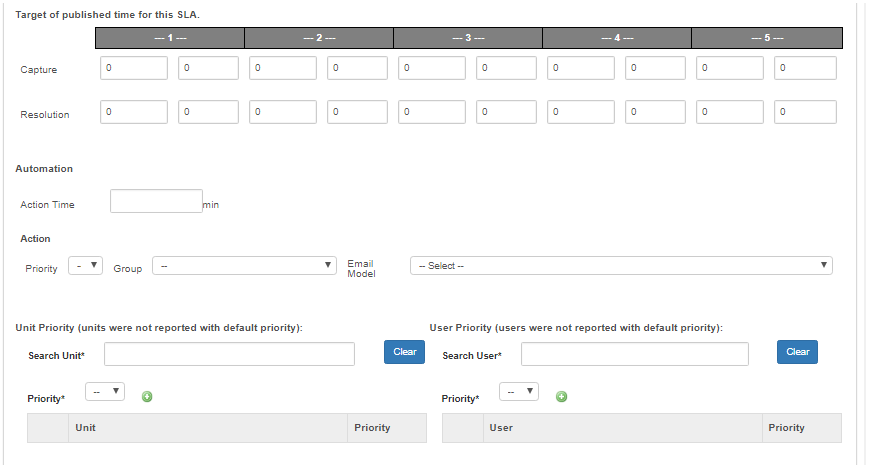 Target of published time for this SLA.
--- 1 --- --- 2 --- --- 3 --- --- 4 --- --- 5 ---
Capture 0 0 0 0 0 0 0 0 0 0
Resolution 0 0 0 0 0 0 0 0 0 0
Automation
Action Time min
Action
Priority - Group -- Email Model -- Select --
Unit Priority (units were not reported with default priority): User Priority (users were not reported with default priority):
Search Unit* Clear Search User* Clear
Priority* -- Priority* --
Unit Priority User Priority